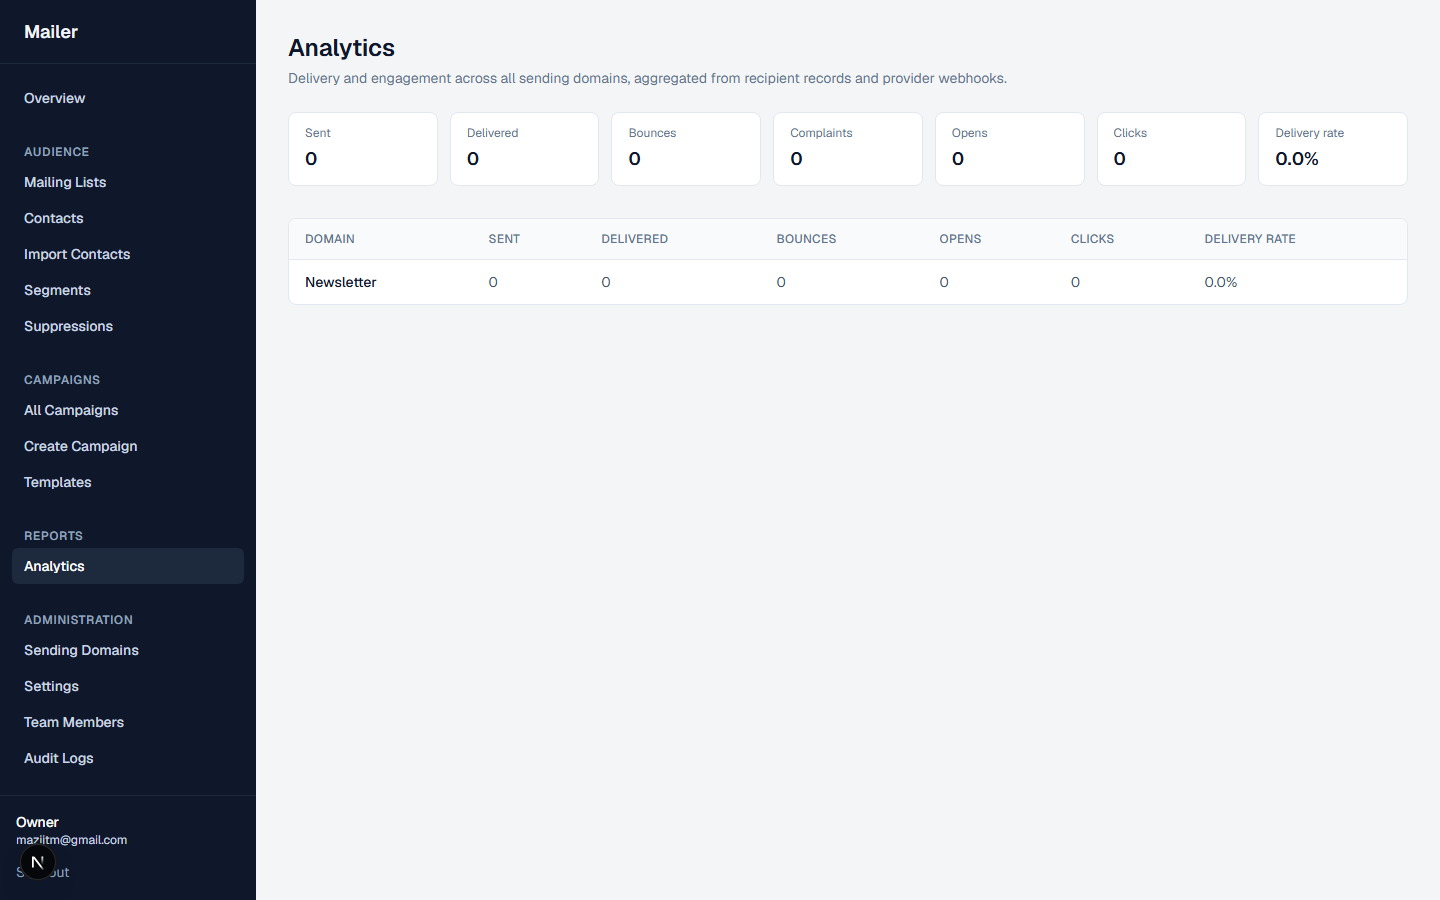 Mailer
Overview
AUDIENCE
Mailing Lists
Contacts
Import Contacts
Segments
Suppressions
CAMPAIGNS
All Campaigns
Create Campaign
Templates
REPORTS
Analytics
ADMINISTRATION
Sending Domains
Settings
Team Members
Audit Logs
Owner
maziitm@gmail.com
N
Analytics
Delivery and engagement across all sending domains, aggregated from recipient records and provider webhooks.
Sent
0
Delivered
0
Bounces
0
Complaints
0
Opens
0
Clicks
0
Delivery rate
0.0%
DOMAIN SENT DELIVERED BOUNCES OPENS CLICKS DELIVERY RATE
Newsletter 0 0 0 0 0 0.0%